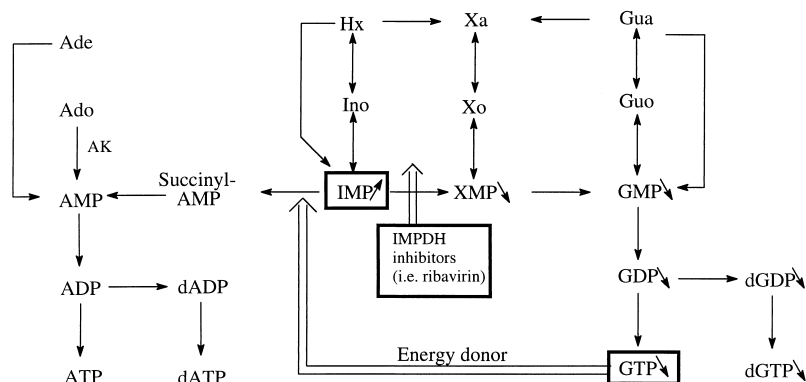 Hx Xa Gua
Ade
Ino Xo Guo
Ado
AK
Succinyl-
AMP AMP IMP XMP GMP
IMPDH
inhibitors
(i.e. ribavirin)
ADP dADP GDP dGDP
Energy donor
ATP dATP GTP dGTP